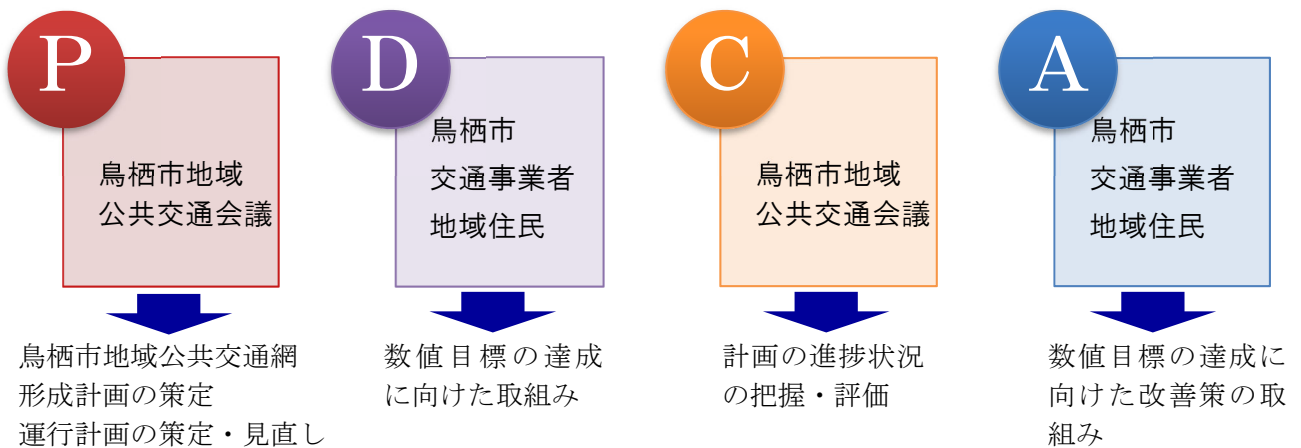 P
鳥栖市地域
公共交通会議
鳥栖市地域公共交通網
形成計画の策定
運行計画の策定・見直し
D
鳥栖市
交通事業者
地域住民
数値目標の達成
に向けた取組み
C
鳥栖市地域
公共交通会議
計画の進捗状況
の把握・評価
A
鳥栖市
交通事業者
地域住民
数値目標の達成に
向けた改善策の取
組み